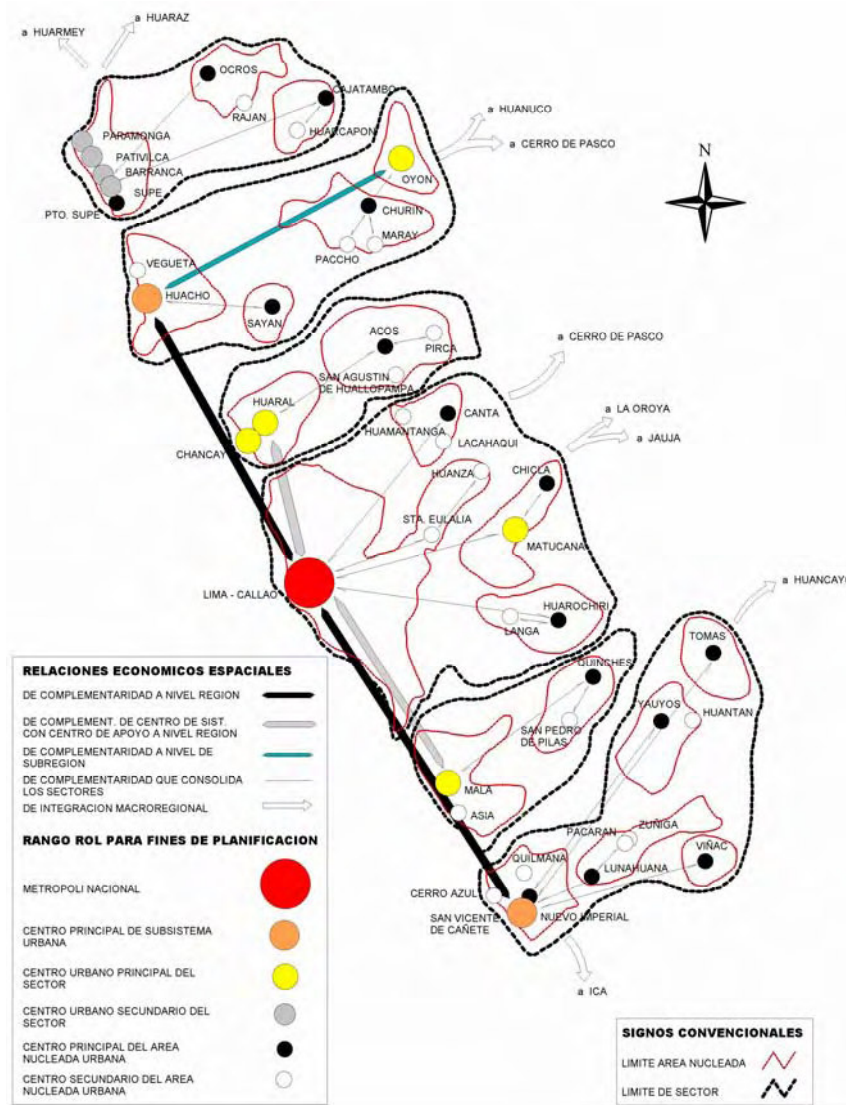 a HUARAZ
a HUARMEY
OCROS
CAJATAMBO
RAJAN
HUARCAPON
a HUANUCO
PARAMONGA
a CERRO DE PASCO
PATIVILCA
BARRANCA
OYON
SUPE
PTO. SUPE
N
CHURIN
MARAY
PACCHO
VEGUETA
HUACHO
SAYAN
ACOS
PIRCA
a CERRO DE PASCO
SAN AGUSTIN
DE HUALLOPAMPA
HUARAL
a LA OROYA
CANTA
HUAMANTANGA
a JAUJA
LACAHAQUI
CHANCAY
HUANZA
CHICLA
STA. EULALIA
MATUCANA
a HUANCAYO
LIMA - CALLAO
HUAROCHIRI
LANGA
TOMAS
QUINCHES
YAUYOS
HUANTAN
SAN PEDRO
DE PILAS
MALA
ASIA
ZUÑIGA
PACARAN
VIÑAC
QUILMANA
LUNAHUANA
CERRO AZUL
SAN VICENTE
DE CAÑETE
NUEVO IMPERIAL
a ICA
RELACIONES ECONOMICOS ESPACIALES
DE COMPLEMENTARIDAD A NIVEL REGION
DE COMPLEMENT. DE CENTRO DE SIST.
CON CENTRO DE APOYO A NIVEL REGION
DE COMPLEMENTARIDAD A NIVEL DE
SUBREGION
DE COMPLEMENTARIDAD QUE CONSOLIDA
LOS SECTORES
DE INTEGRACION MACROREGIONAL
RANGO ROL PARA FINES DE PLANIFICACION
METROPOLI NACIONAL
CENTRO PRINCIPAL DE SUBSISTEMA
URBANA
CENTRO URBANO PRINCIPAL DEL
SECTOR
CENTRO URBANO SECUNDARIO DEL
SECTOR
CENTRO PRINCIPAL DEL AREA
NUCLEADA URBANA
CENTRO SECUNDARIO DEL AREA
NUCLEADA URBANA
SIGNOS CONVENCIONALES
LIMITE AREA NUCLEADA
LIMITE DE SECTOR